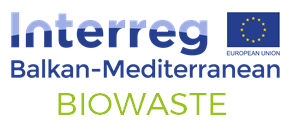 Interreg
EUROPEAN UNION
Balkan-Mediterranean
BIOWASTE